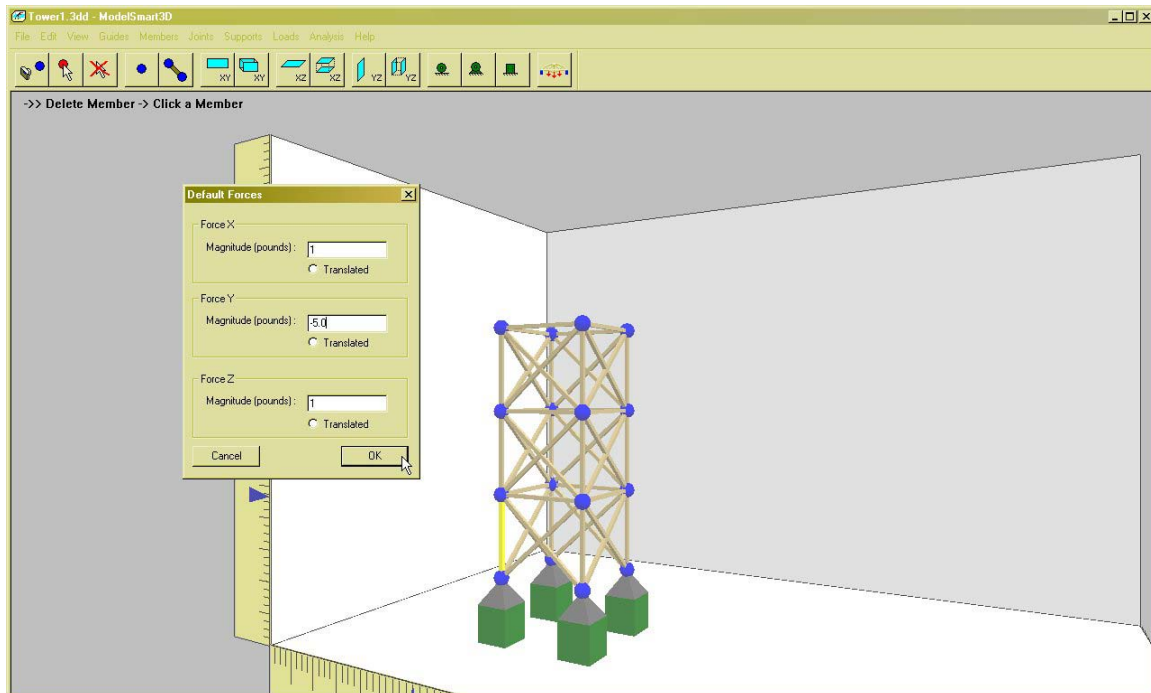 Tower1.3dd - ModelSmart3D
File Edit View Guides Members Joints Supports Loads Analysis Help
XY XY XZ XZ YZ YZ
->> Delete Member -> Click a Member
Default Forces
Force X
Magnitude (pounds) : 1
Translated
Force Y
Magnitude (pounds) : -5.0
Translated
Force Z
Magnitude (pounds) : 1
Translated
Cancel OK